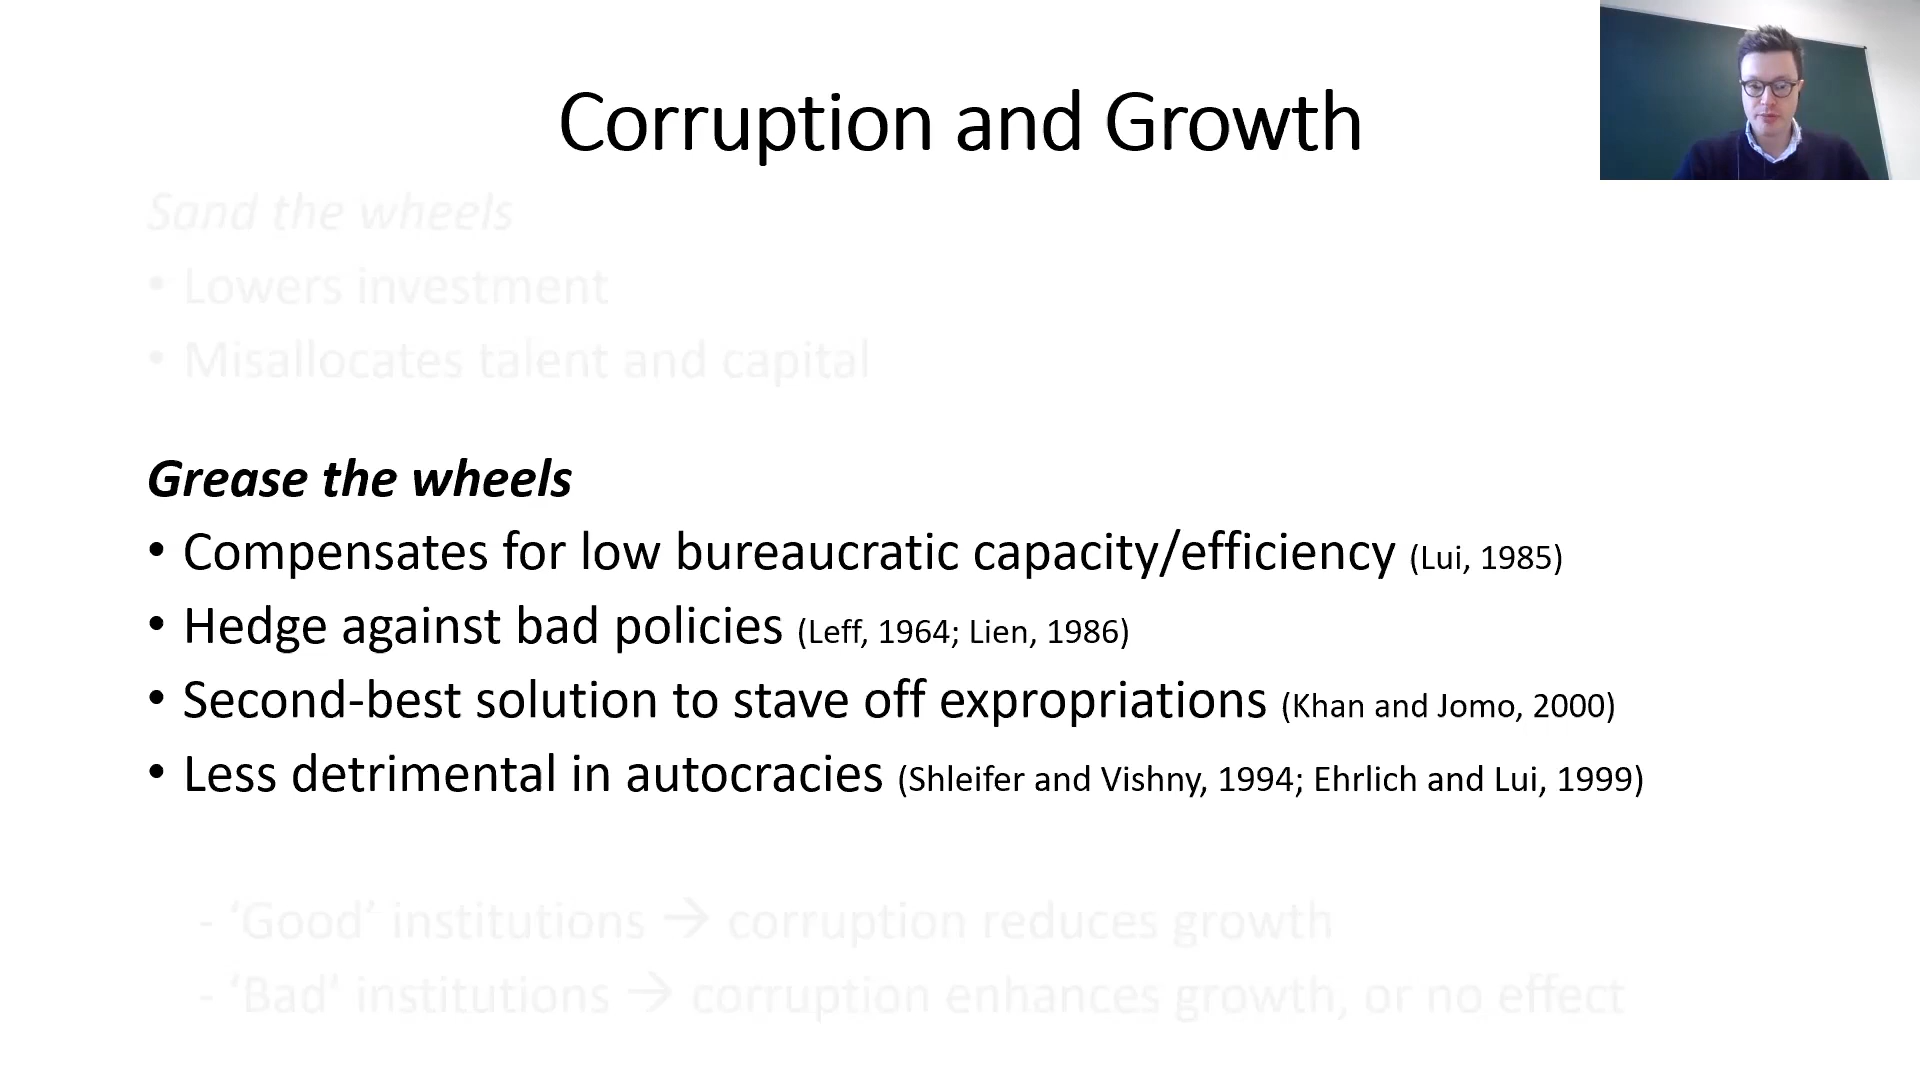 Corruption and Growth
Sand the wheels
• Lowers investment
• Misallocates talent and capital
Grease the wheels
• Compensates for low bureaucratic capacity/efficiency (Lui, 1985)
• Hedge against bad policies (Leff, 1964; Lien, 1986)
• Second-best solution to stave off expropriations (Khan and Jomo, 2000)
• Less detrimental in autocracies (Shleifer and Vishny, 1994; Ehrlich and Lui, 1999)
- ‘Good’ institutions → corruption reduces growth
- ‘Bad‘ institutions → corruption enhances growth, or no effect